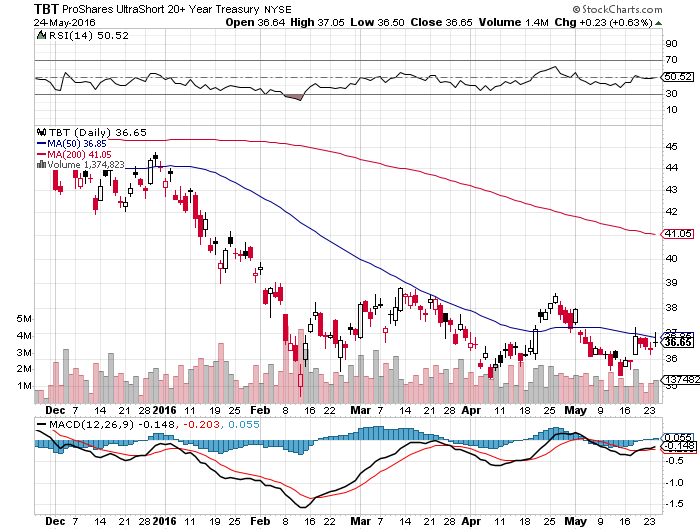 TBT ProShares UltraShort 20+ Year Treasury NYSE © StockCharts.com
24-May-2016 Open 36.64 High 37.05 Low 36.50 Close 36.65 Volume 1.4M Chg +0.23 (+0.63%)
RSI(14) 50.52
90
70
50.52
30
10
TBT (Daily) 36.65
MA(50) 36.85
MA(200) 41.05
Volume 1,374,823
45
44
43
42
41.05
40
39
38
37
36.65
35
5M
4M
3M
2M
1M
137482
Dec 7 14 21 28 2016 11 19 25 Feb 8 16 22 Mar 7 14 21 28 Apr 11 18 25 May 9 16 23
MACD(12,26,9) -0.148, -0.203, 0.055
0.055
-0.148
-0.5
-1.0
-1.5
Dec 7 14 21 28 2016 11 19 25 Feb 8 16 22 Mar 7 14 21 28 Apr 11 18 25 May 9 16 23